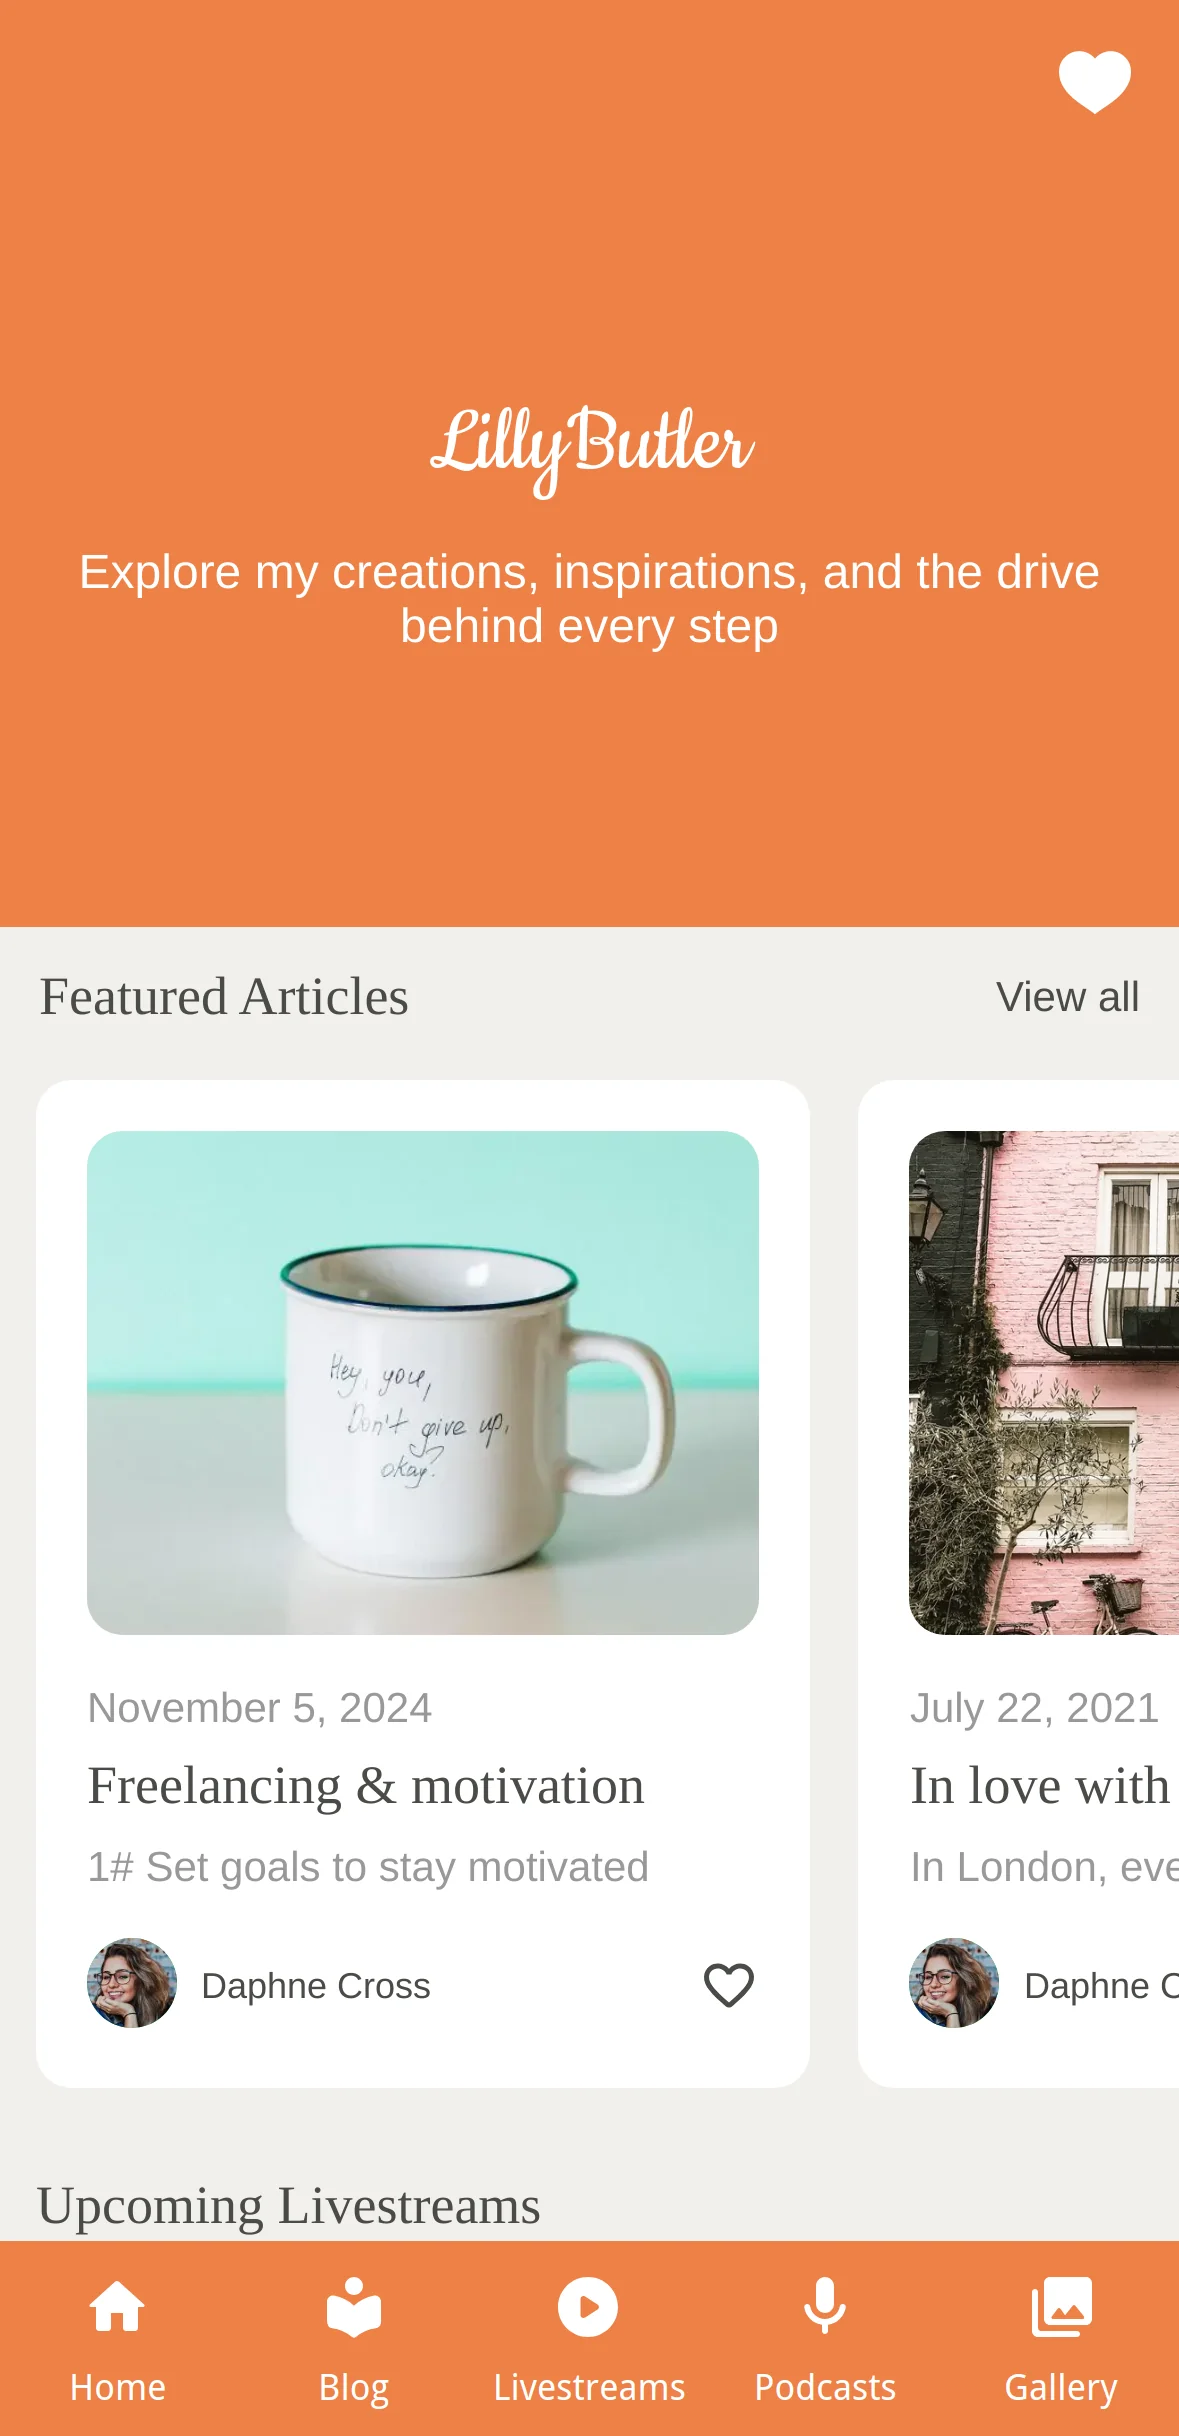 Lilly Butler
Explore my creations, inspirations, and the drive
behind every step
Featured Articles
View all
Hey, you,
Don't give up,
okay?
November 5, 2024
Freelancing & motivation
1# Set goals to stay motivated
Daphne Cross
July 22, 2021
In love with
In London, eve
Daphne C
Upcoming Livestreams
Home
Blog
Livestreams
Podcasts
Gallery